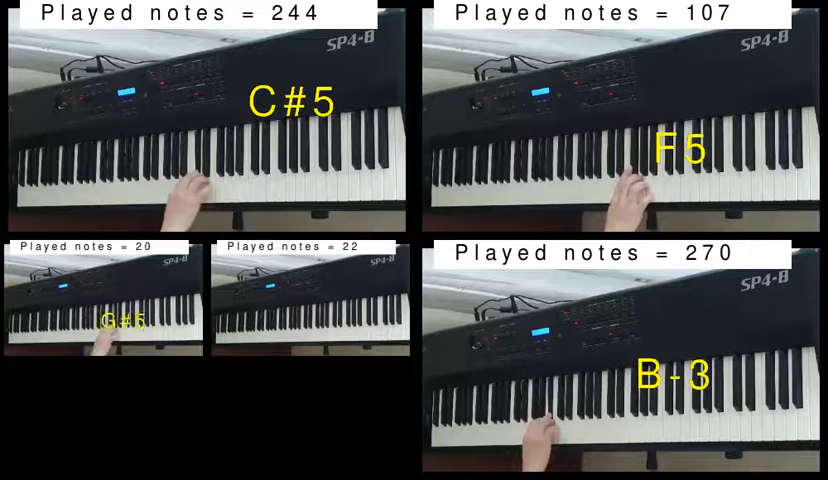 Played notes = 244
SP4-8
C#5
Played notes = 107
SP4-8
F5
Played notes = 20
SP4-8
G#5
Played notes = 22
SP4-8
Played notes = 270
SP4-8
B-3